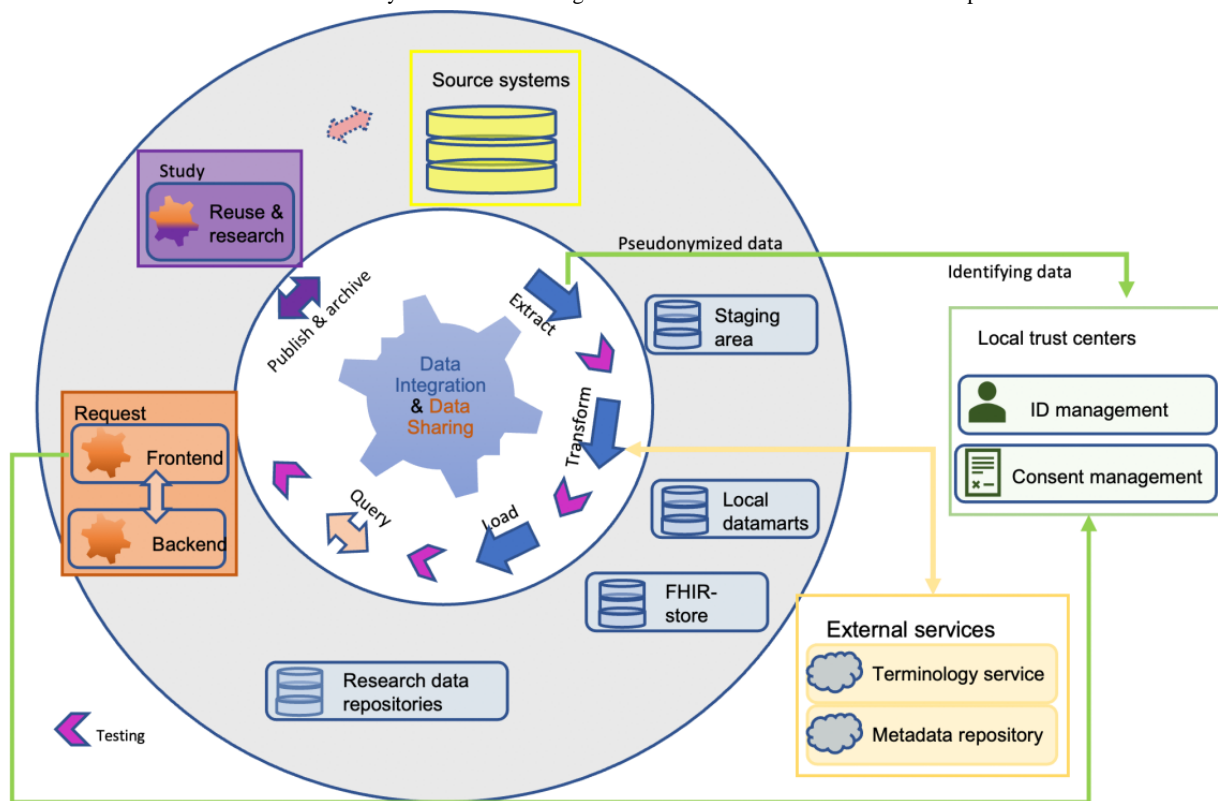 Source systems
Study
Reuse &
research
Pseudonymized data
Identifying data
Publish & archive
Extract
Staging
area
Local trust centers
Data
Integration
& Data
Sharing
ID management
Request
Frontend
Transform
Consent management
Query
Load
Local
datamarts
Backend
FHIR-
store
External services
Research data
repositories
Terminology service
Testing
Metadata repository